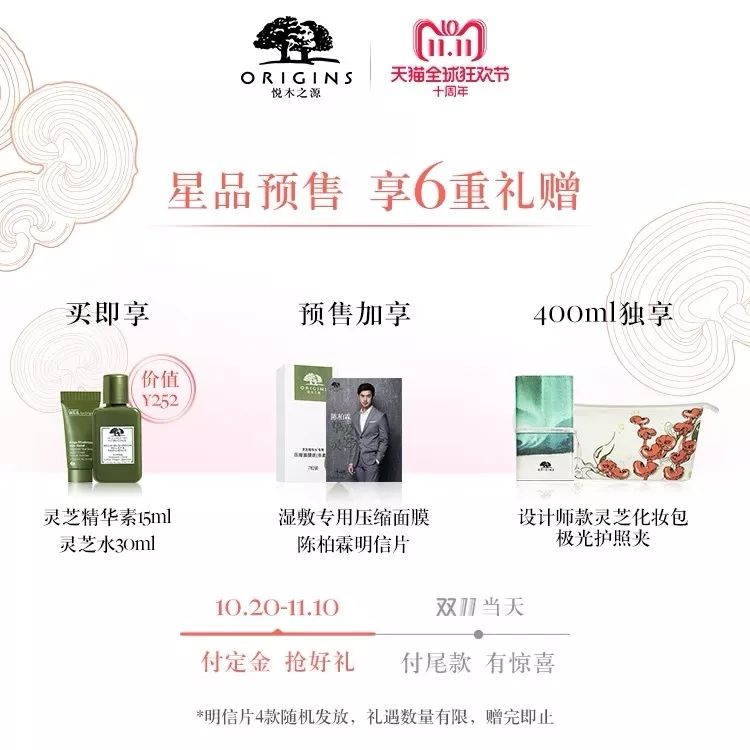 ORIGINS
悦木之源
10
11.11
天猫全球狂欢节
十周年
星品预售 享6重礼赠
买即享
预售加享
400ml独享
价值
¥252
ORIGINS
陈柏霖
灵芝精华素15ml
灵芝水30ml
湿敷专用压缩面膜
陈柏霖明信片
设计师款灵芝化妆包
极光护照夹
10.20-11.10
双11当天
付定金 抢好礼
付尾款 有惊喜
*明信片4款随机发放，礼遇数量有限，赠完即止